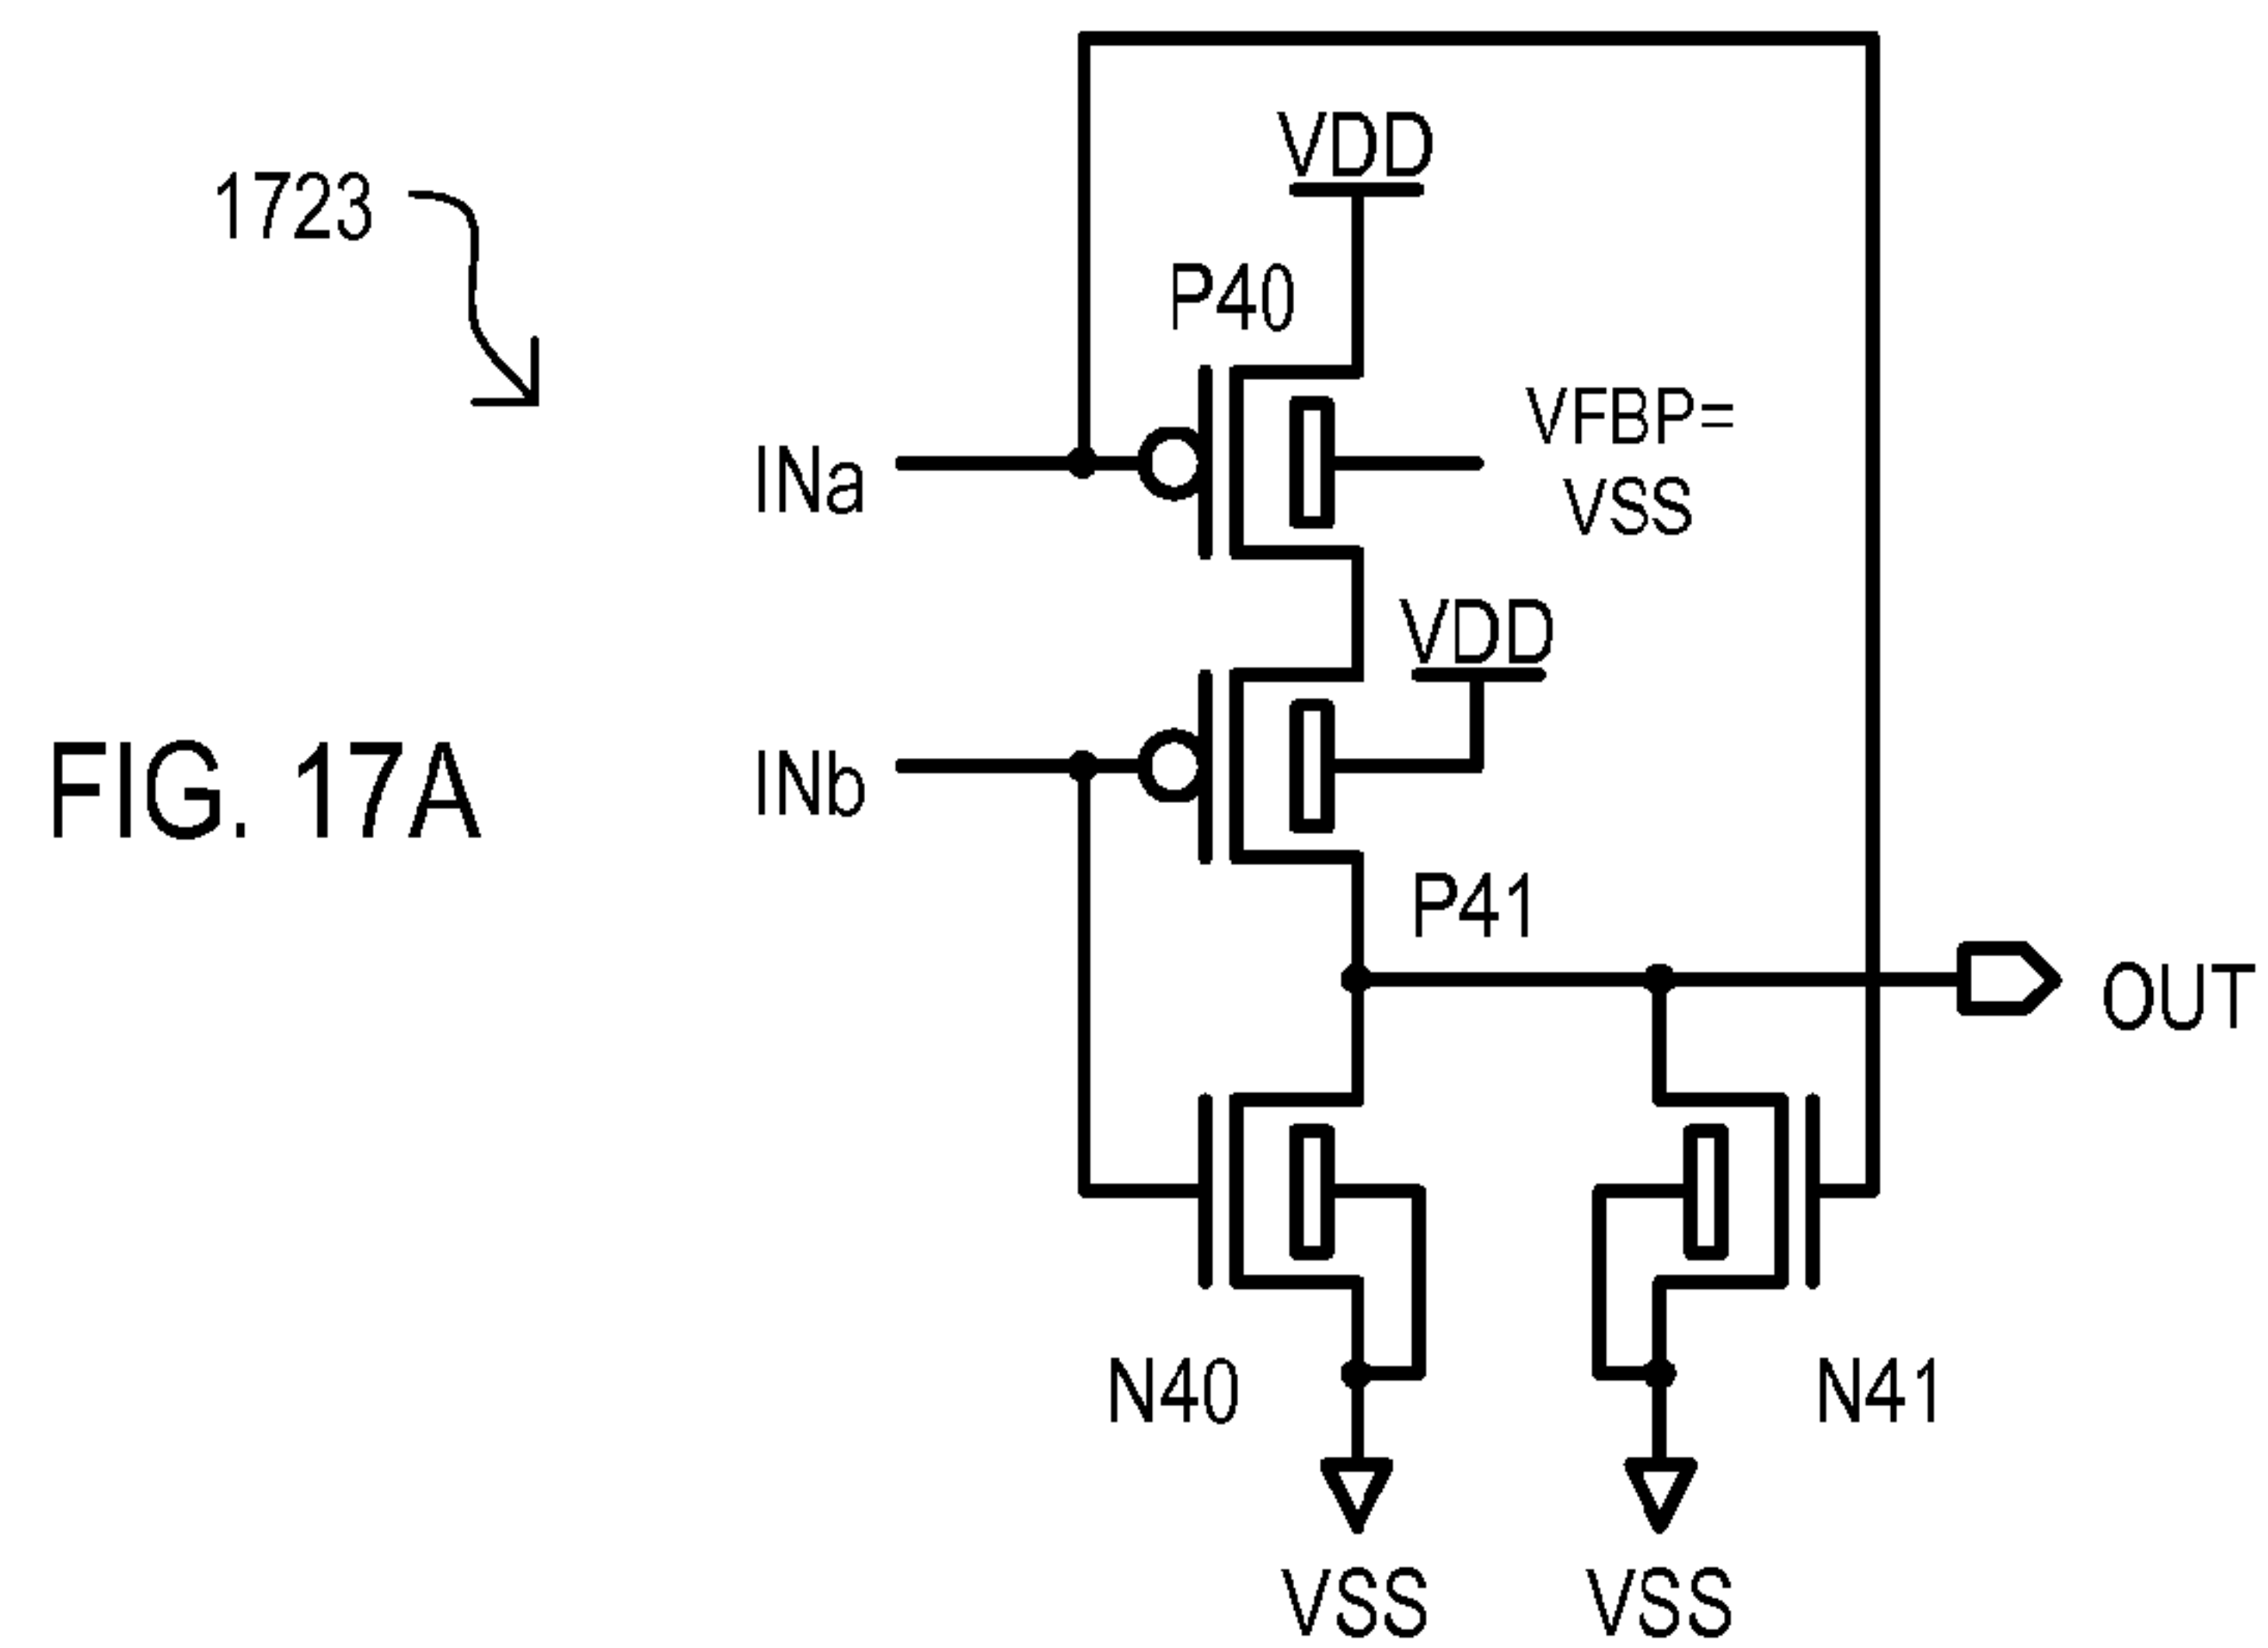 1723
VDD
P40
VFBP=
VSS
INa
VDD
INb
FIG. 17A
P41
OUT
N40
N41
VSS
VSS